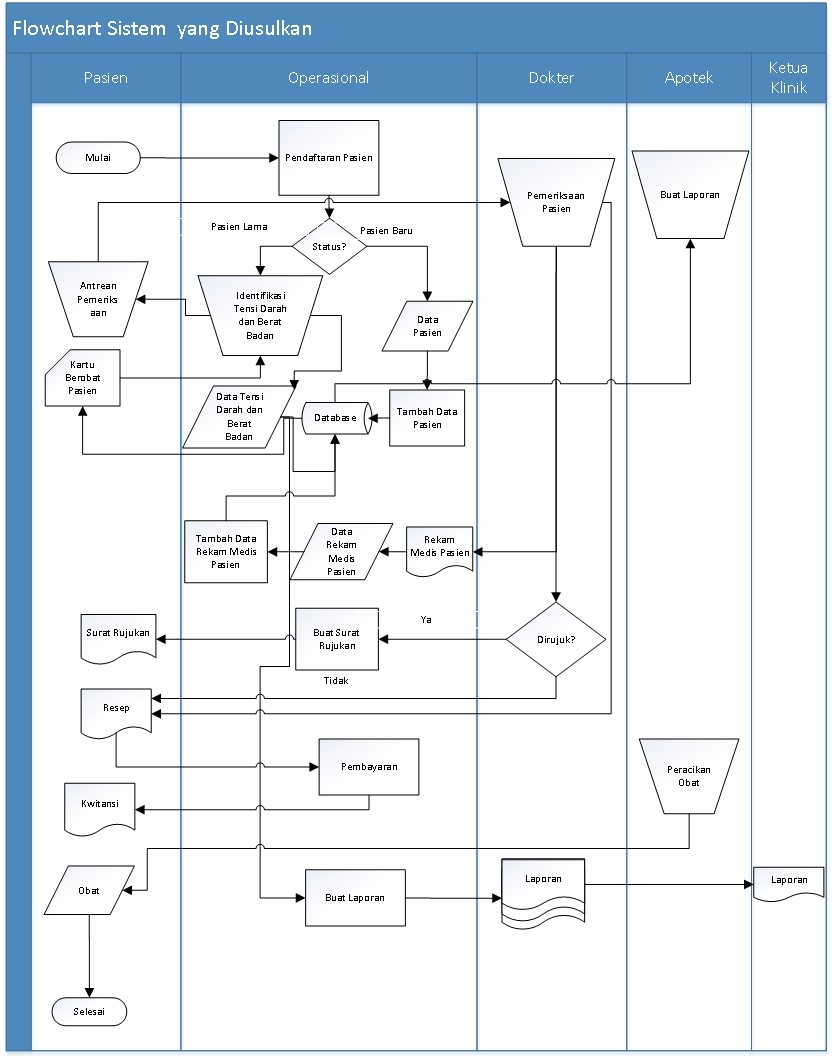 Flowchart Sistem  yang Diusulkan
Pasien
Operasional
Dokter
Apotek
Ketua
Klinik
Mulai
Pendaftaran Pasien
Pemeriksaan
Pasien
Buat Laporan
Pasien Lama
Status?
Pasien Baru
Antrean
Pemeriks
aan
Identifikasi
Tensi Darah
dan Berat
Badan
Data
Pasien
Kartu
Berobat
Pasien
Data Tensi
Darah dan
Berat
Badan
Database
Tambah Data
Pasien
Tambah Data
Rekam Medis
Pasien
Data
Rekam
Medis
Pasien
Rekam
Medis Pasien
Surat Rujukan
Buat Surat
Rujukan
Ya
Dirujuk?
Tidak
Resep
Pembayaran
Peracikan
Obat
Kwitansi
Obat
Buat Laporan
Laporan
Laporan
Selesai